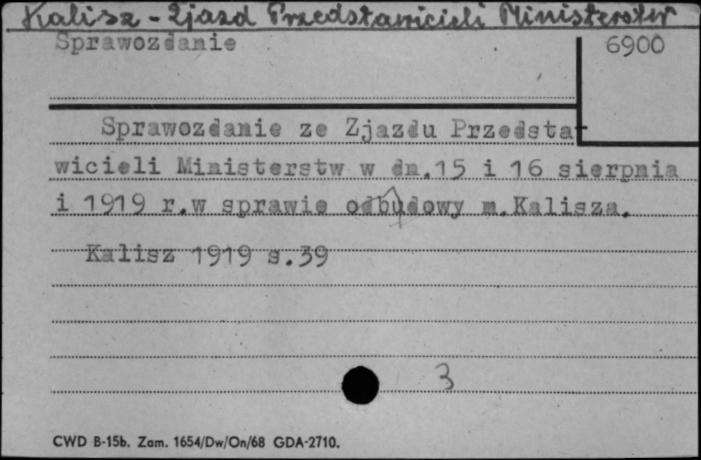 Kalisz - Zjazd Przedstawicieli Ministerstw
Sprawozdanie
6900
Sprawozdanie ze Zjazdu Przedsta-
wicieli Ministerstw w dn.15 i 16 sierpnia
i 1919 r.w sprawie odbudowy m.Kalisza.
Kalisz 1919 s.39
3
CWD B-15b. Zam. 1654/Dw/On/68 GDA-2710.